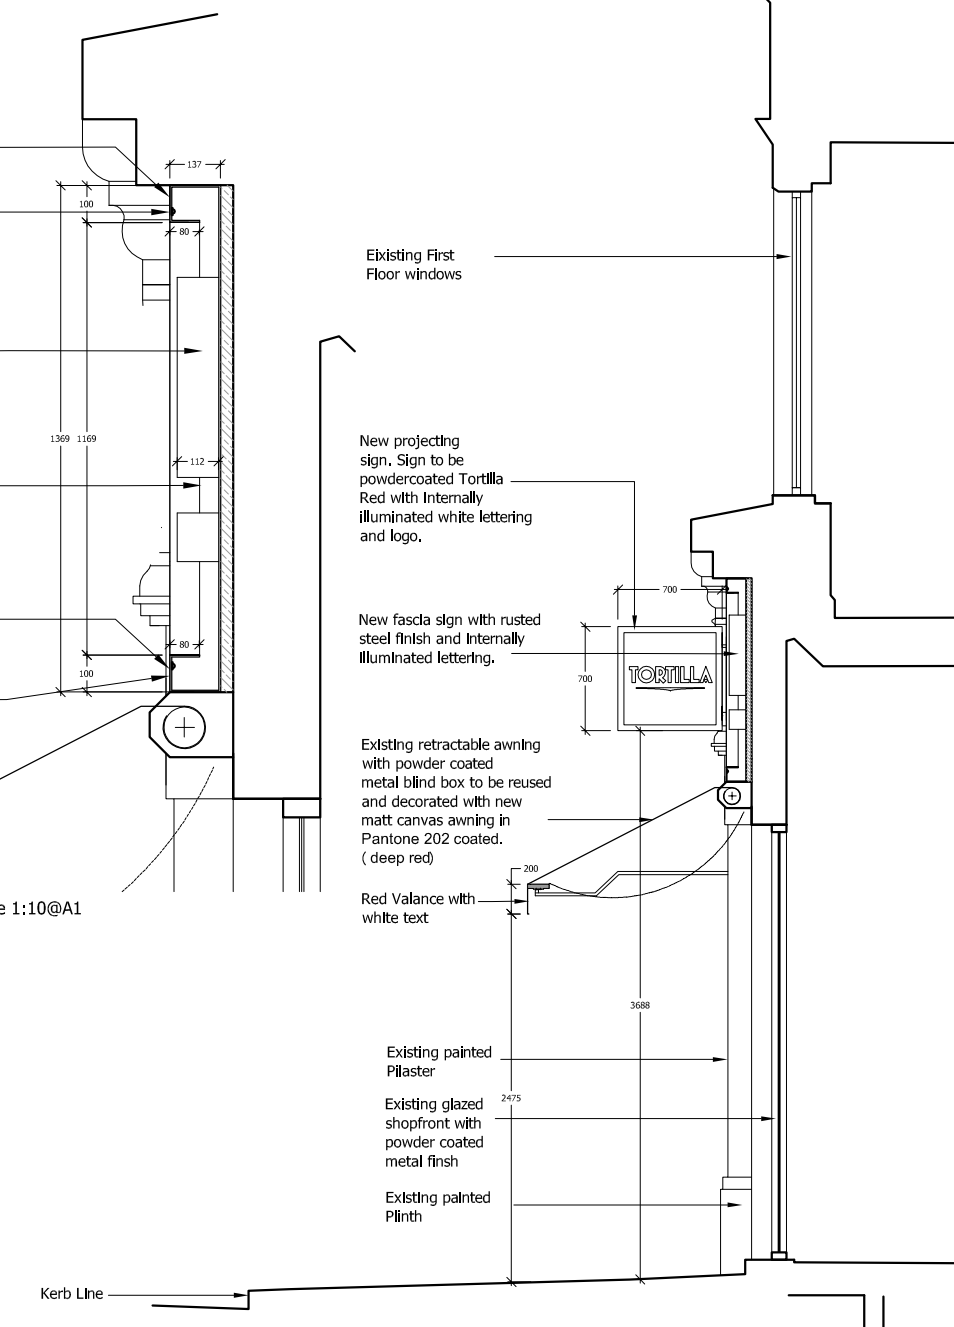 137
100
80
Eixisting First
Floor windows
1369
1169
112
New projecting
sign. Sign to be
powdercoated Tortilla
Red with Internally
illuminated white lettering
and logo.
700
New fascia sign with rusted
steel finish and Internally
Illuminated lettering.
80
100
700
TORTILLA
Existing retractable awning
with powder coated
metal blind box to be reused
and decorated with new
matt canvas awning in
Pantone 202 coated.
( deep red)
200
Red Valance with
white text
e 1:10@A1
3688
Existing painted
Pilaster
2475
Existing glazed
shopfront with
powder coated
metal finsh
Existing painted
Plinth
Kerb Line